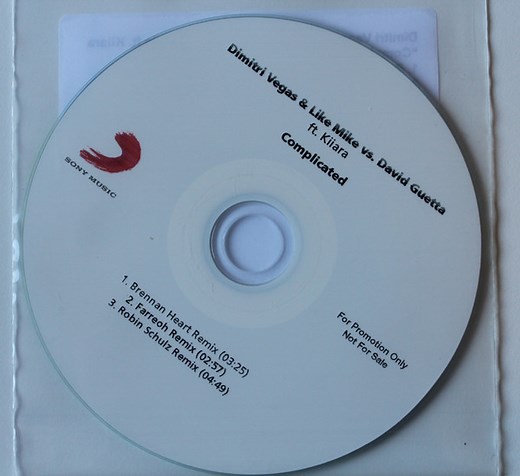 Dimitri Vegas & Like Mike vs. David Guetta
ft. Kiiara
Complicated
SONY MUSIC
1. Brennan Heart Remix (03:25)
2. Farreoh Remix (02:57)
3. Robin Schulz Remix (04:49)
For Promotion Only
Not For Sale